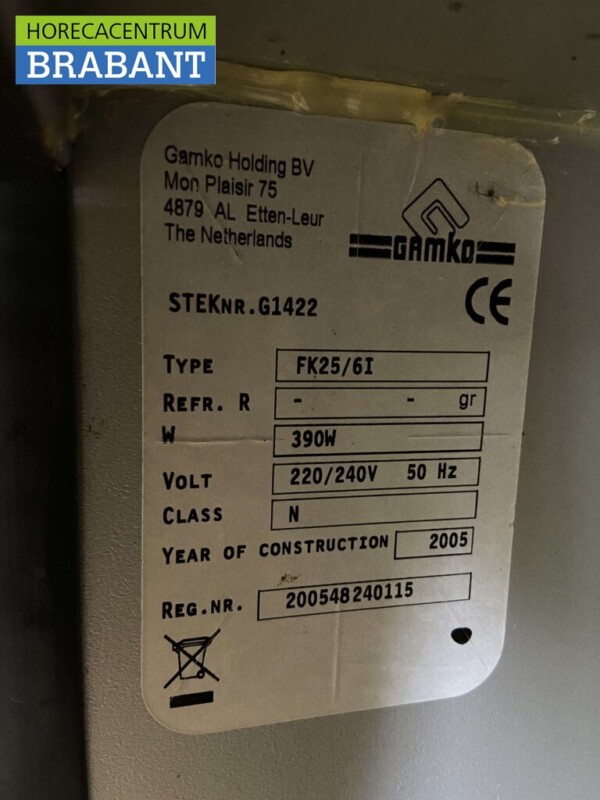 HORECACENTRUM
BRABANT
Gamko Holding BV
Mon Plaisir 75
4879 AL Etten-Leur
The Netherlands
GAMKO
CE
STEKNR.G1422
TYPE FK25/6I
REFR. R - - gr
W 390W
VOLT 220/240V 50 Hz
CLASS N
YEAR OF CONSTRUCTION 2005
REG.NR. 200548240115